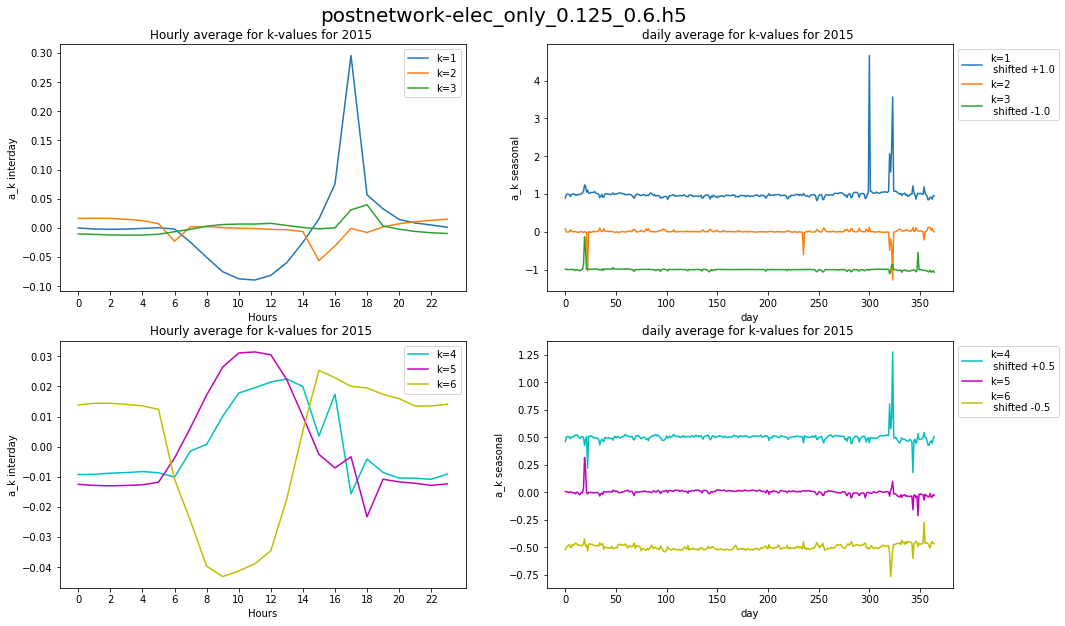 postnetwork-elec_only_0.125_0.6.h5
Hourly average for k-values for 2015
0.30
0.25
0.20
0.15
0.10
0.05
0.00
−0.05
−0.10
a_k interday
0 2 4 6 8 10 12 14 16 18 20 22
Hours
k=1
k=2
k=3
daily average for k-values for 2015
4
3
2
1
0
−1
a_k seasonal
0 50 100 150 200 250 300 350
day
k=1
shifted +1.0
k=2
k=3
shifted -1.0
Hourly average for k-values for 2015
0.03
0.02
0.01
0.00
−0.01
−0.02
−0.03
−0.04
a_k interday
0 2 4 6 8 10 12 14 16 18 20 22
Hours
k=4
k=5
k=6
daily average for k-values for 2015
1.25
1.00
0.75
0.50
0.25
0.00
−0.25
−0.50
−0.75
a_k seasonal
0 50 100 150 200 250 300 350
day
k=4
shifted +0.5
k=5
k=6
shifted -0.5